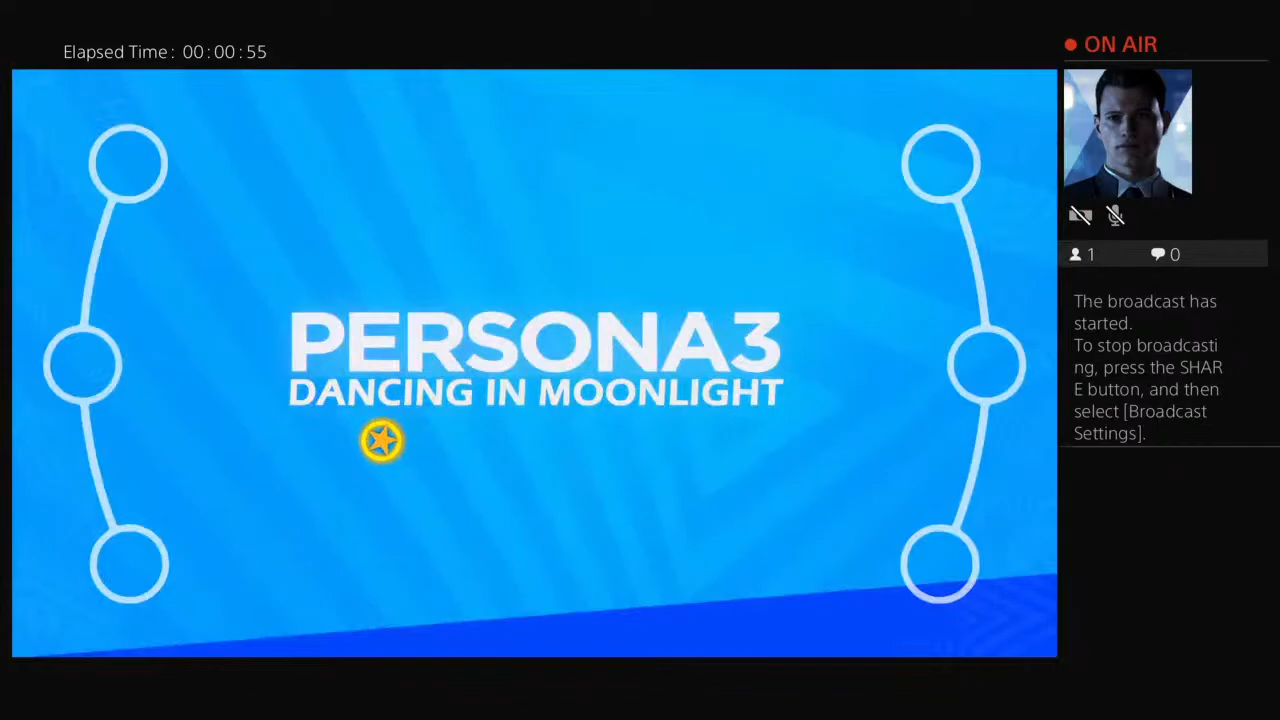 Elapsed Time: 00:00:55
ON AIR
PERSONA3
DANCING IN MOONLIGHT
1
0
The broadcast has
started.
To stop broadcasti
ng, press the SHAR
E button, and then
select [Broadcast
Settings].